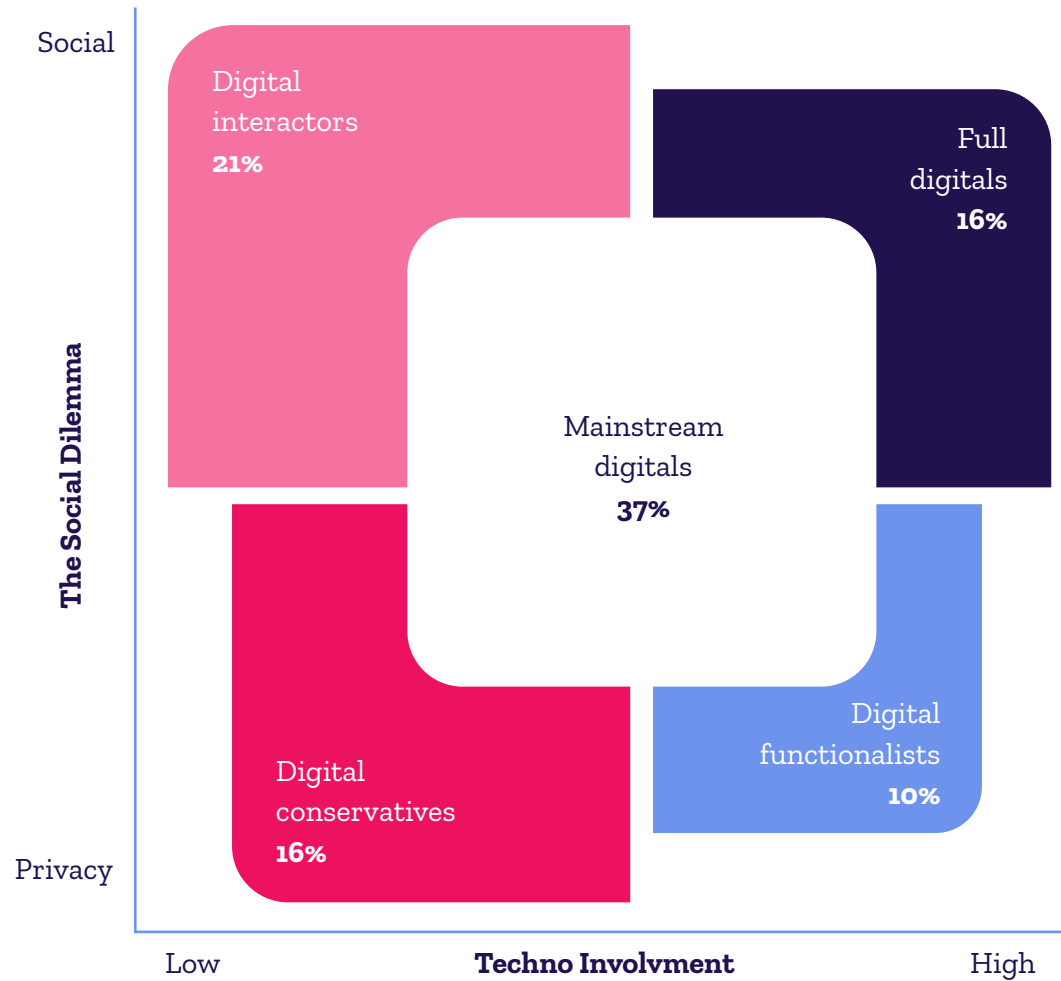 Social
Digital
interactors
21%
Full
digitals
16%
The Social Dilemma
Mainstream
digitals
37%
Digital
functionalists
10%
Digital
conservatives
16%
Privacy
Low
Techno Involvment
High